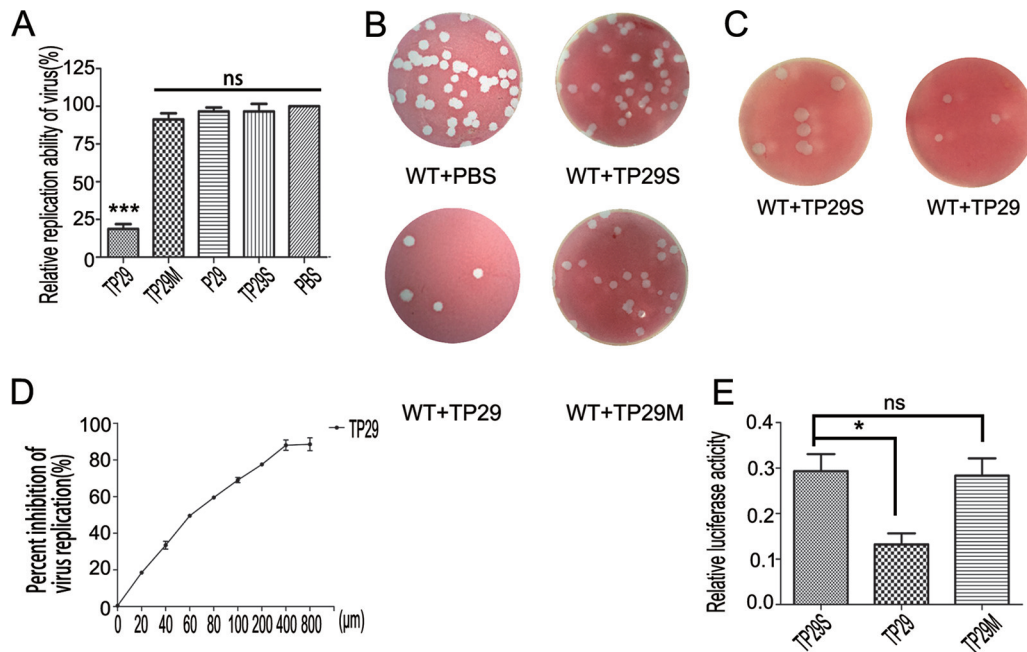 A
Relative replication ability of virus(%)
125
100
75
50
25
0
ns
***
TP29
TP29M
P29
TP29S
PBS
B
WT+PBS
WT+TP29S
WT+TP29
WT+TP29M
C
WT+TP29S
WT+TP29
D
Percent inhibition of
virus replication(%)
100
80
60
40
20
0
TP29
0 20 40 60 80 100 200 400 800 (μm)
E
Relative luciferase acticity
0.4
0.3
0.2
0.1
0.0
ns
*
TP29S
TP29
TP29M